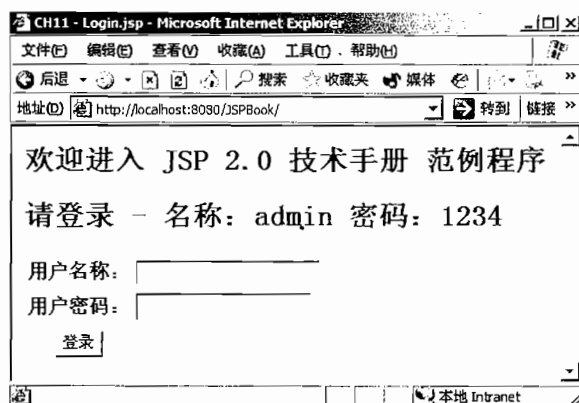 CH11 - Login.jsp - Microsoft Internet Explorer
文件(F) 编辑(E) 查看(V) 收藏(A) 工具(T) 帮助(H)
后退 搜索 收藏夹 媒体 »
地址(D) http://localhost:8080/JSPBook/ 转到 链接 »
欢迎进入 JSP 2.0 技术手册 范例程序
请登录 - 名称: admin 密码: 1234
用户名称:
用户密码:
登录
本地 Intranet